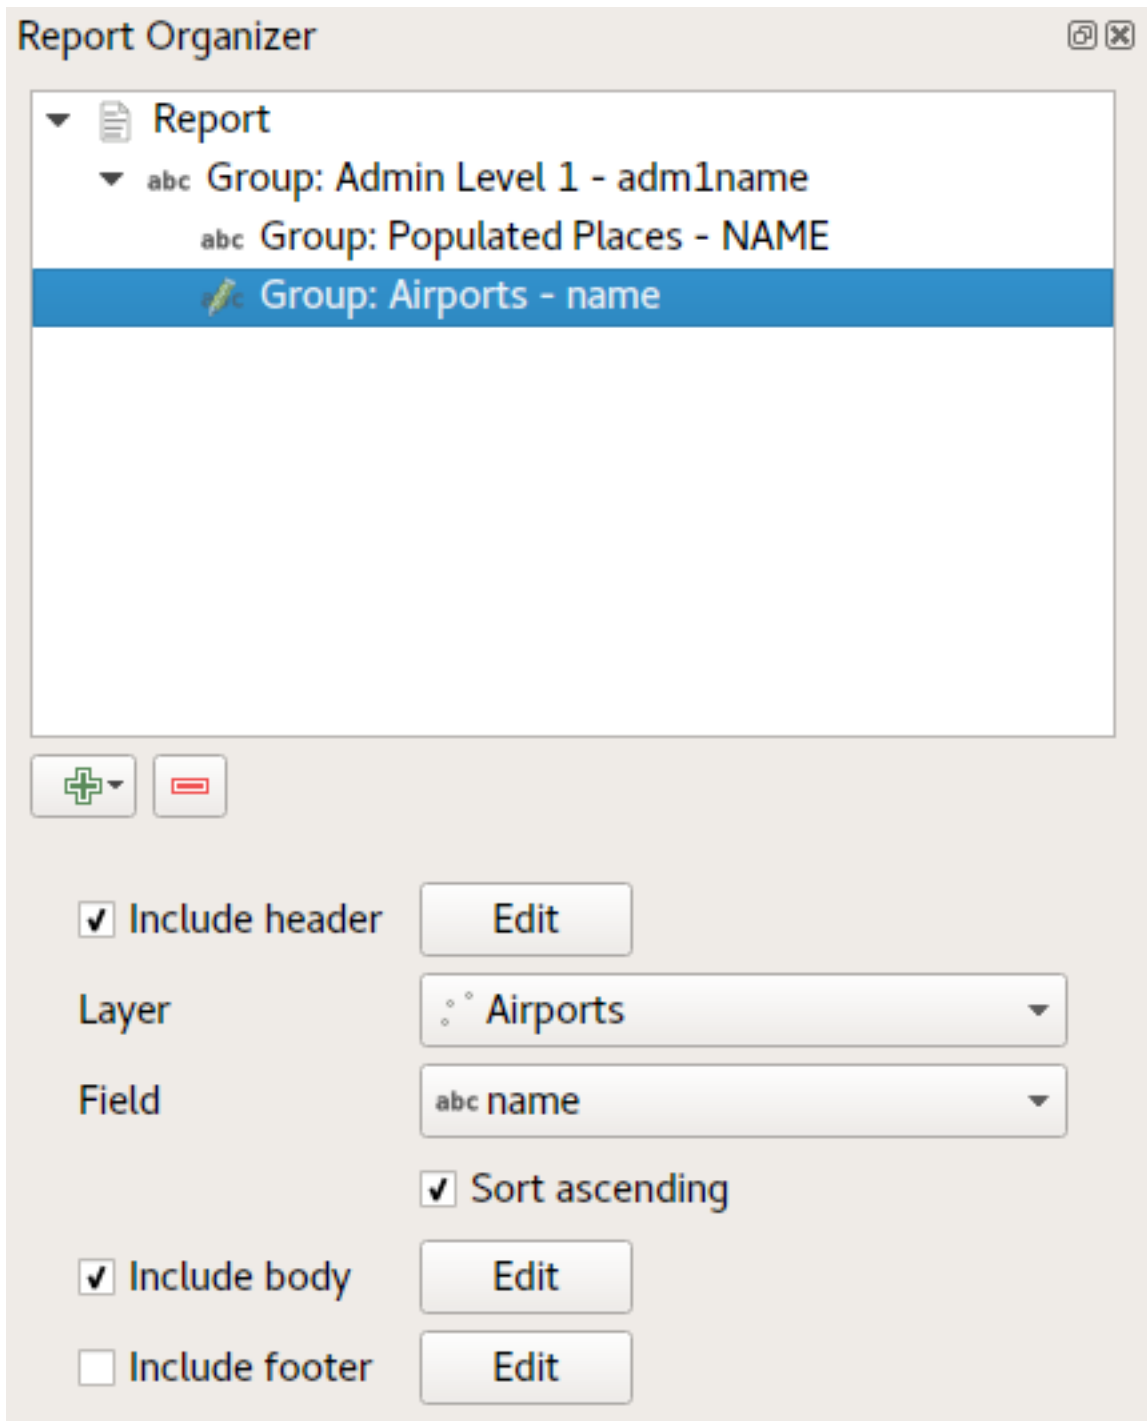 Report Organizer
Report
abc Group: Admin Level 1 - adm1name
abc Group: Populated Places - NAME
Group: Airports - name
Include header Edit
Layer Airports
Field abc name
Sort ascending
Include body Edit
Include footer Edit